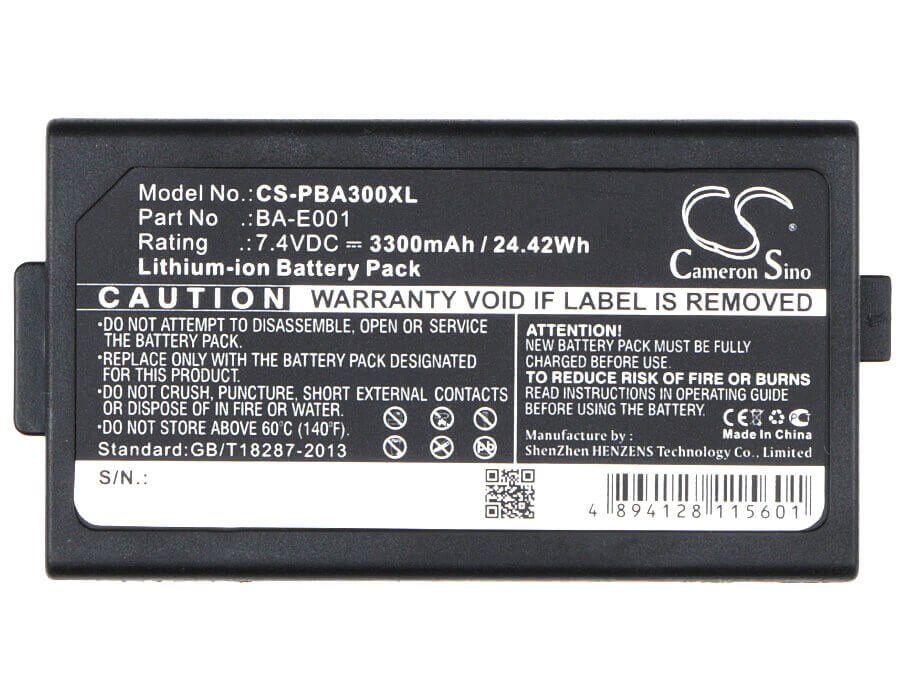 Model No.: CS-PBA300XL
Part No .: BA-E001
Rating .: 7.4VDC ⎓ 3300mAh / 24.42Wh
Lithium-ion Battery Pack
CS
Cameron Sino
CAUTION WARRANTY VOID IF LABEL IS REMOVED
•DO NOT ATTEMPT TO DISASSEMBLE, OPEN OR SERVICE
THE BATTERY PACK.
•REPLACE ONLY WITH THE BATTERY PACK DESIGNATED
FOR THIS PRODUCT.
•DO NOT CRUSH, PUNCTURE, SHORT EXTERNAL CONTACTS
OR DISPOSE OF IN FIRE OR WATER.
•DO NOT STORE ABOVE 60°C (140°F).
Standard:GB/T18287-2013
ATTENTION!
NEW BATTERY PACK MUST BE FULLY
CHARGED BEFORE USE.
TO REDUCE RISK OF FIRE OR BURNS
READ INSTRUCTIONS IN OPERATING GUIDE
BEFORE BATTERY USE.
CE FC
Made In China
Manufacture by :
ShenZhen HENZENS Technology Co., Limited
S/N.:
4 894128 115601